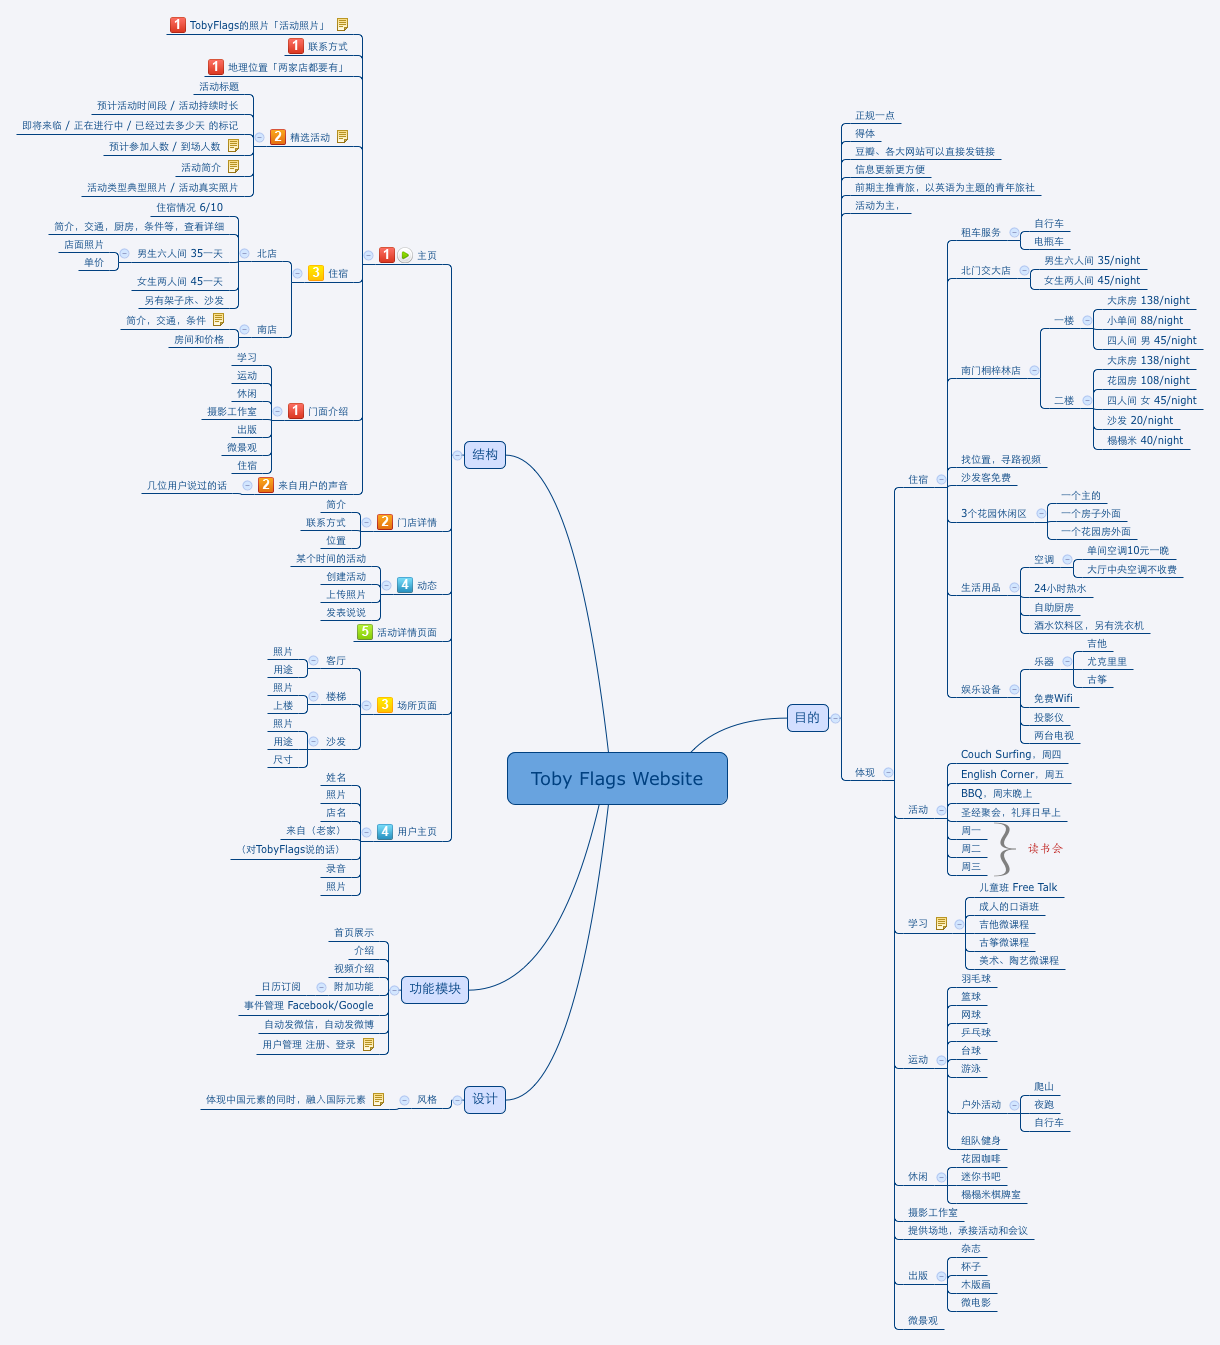 Toby Flags Website
结构
1 主页
1 TobyFlags的照片「活动照片」
1 联系方式
1 地理位置「两家店都要有」
2 精选活动
活动标题
预计活动时间段 / 活动持续时长
即将来临 / 正在进行中 / 已经过去多少天 的标记
预计参加人数 / 到场人数
活动简介
活动类型典型照片 / 活动真实照片
3 住宿
北店
住宿情况 6/10
简介，交通，厨房，条件等，查看详细
男生六人间 35一天
店面照片
单价
女生两人间 45一天
另有架子床、沙发
南店
简介，交通，条件
房间和价格
1 门面介绍
学习
运动
休闲
摄影工作室
出版
微景观
住宿
2 来自用户的声音
几位用户说过的话
2 门店详情
简介
联系方式
位置
4 动态
某个时间的活动
创建活动
上传照片
发表说说
5 活动详情页面
3 场所页面
客厅
照片
用途
楼梯
照片
上楼
沙发
照片
用途
尺寸
4 用户主页
姓名
照片
店名
来自（老家）
（对TobyFlags说的话）
录音
照片
功能模块
首页展示
介绍
视频介绍
附加功能
日历订阅
事件管理 Facebook/Google
自动发微信，自动发微博
用户管理 注册、登录
设计
风格
体现中国元素的同时，融入国际元素
目的
正规一点
得体
豆瓣、各大网站可以直接发链接
信息更新更方便
前期主推青旅，以英语为主题的青年旅社
活动为主，
体现
住宿
租车服务
自行车
电瓶车
北门交大店
男生六人间 35/night
女生两人间 45/night
南门桐梓林店
一楼
大床房 138/night
小单间 88/night
四人间 男 45/night
二楼
大床房 138/night
花园房 108/night
四人间 女 45/night
沙发 20/night
榻榻米 40/night
找位置，寻路视频
沙发客免费
3个花园休闲区
一个主的
一个房子外面
一个花园房外面
生活用品
空调
单间空调10元一晚
大厅中央空调不收费
24小时热水
自助厨房
酒水饮料区，另有洗衣机
娱乐设备
乐器
吉他
尤克里里
古筝
免费Wifi
投影仪
两台电视
活动
Couch Surfing，周四
English Corner，周五
BBQ，周末晚上
圣经聚会，礼拜日早上
周一
周二
周三
读书会
学习
儿童班 Free Talk
成人的口语班
吉他微课程
古筝微课程
美术、陶艺微课程
运动
羽毛球
篮球
网球
乒乓球
台球
游泳
户外活动
爬山
夜跑
自行车
组队健身
休闲
花园咖啡
迷你书吧
榻榻米棋牌室
摄影工作室
提供场地，承接活动和会议
出版
杂志
杯子
木版画
微电影
微景观